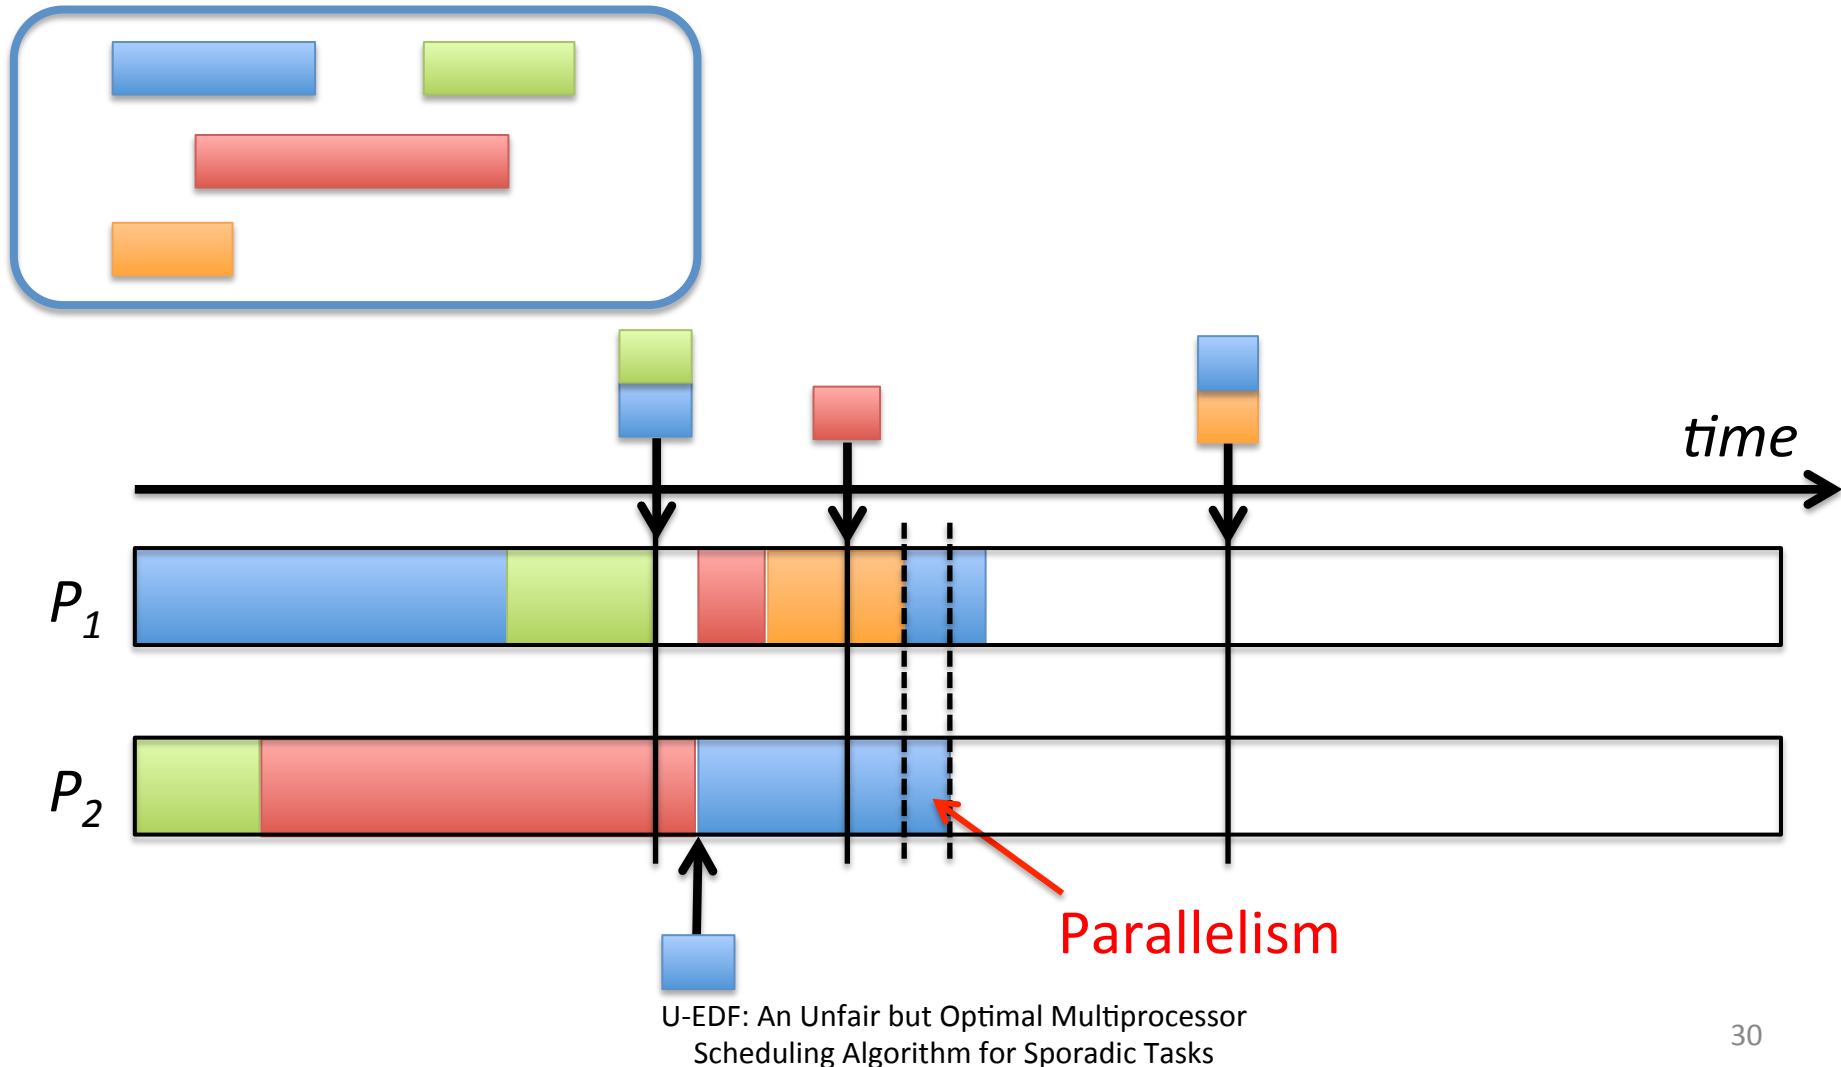 time
P1
P2
Parallelism
U-EDF: An Unfair but Optimal Multiprocessor
Scheduling Algorithm for Sporadic Tasks
30